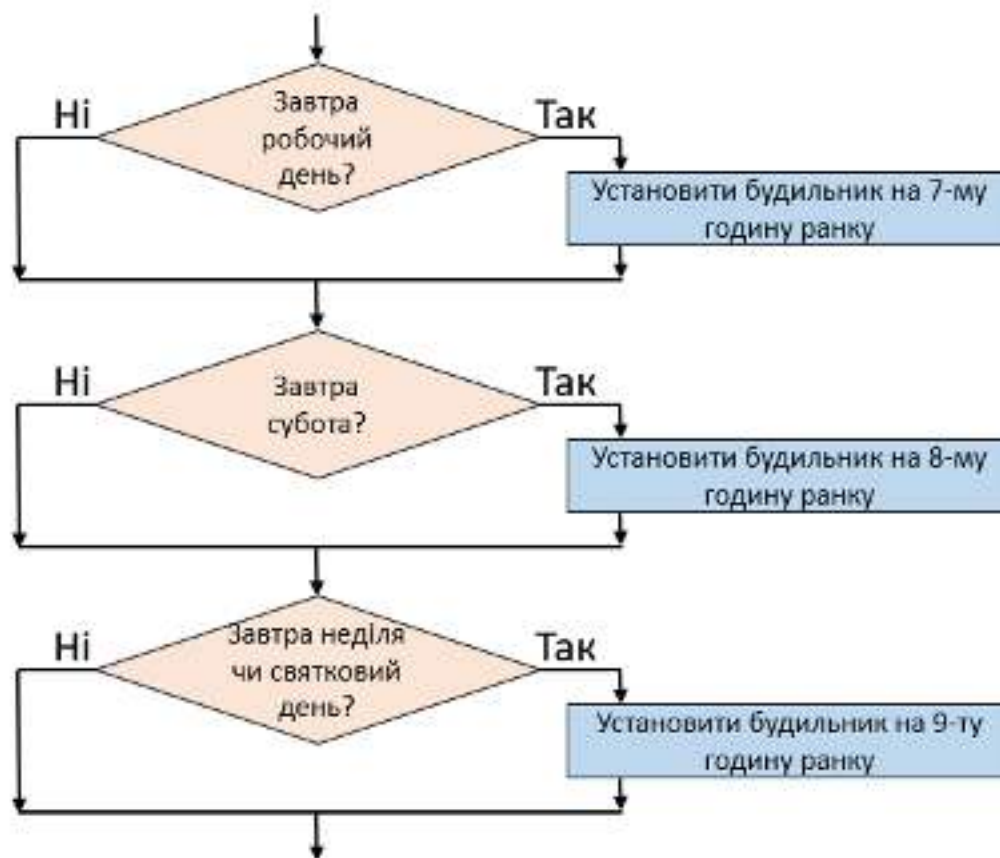 Завтра
робочий
день?
Ні
Так
Установити будильник на 7-му
годину ранку
Завтра
субота?
Ні
Так
Установити будильник на 8-му
годину ранку
Завтра неділя
чи святковий
день?
Ні
Так
Установити будильник на 9-ту
годину ранку